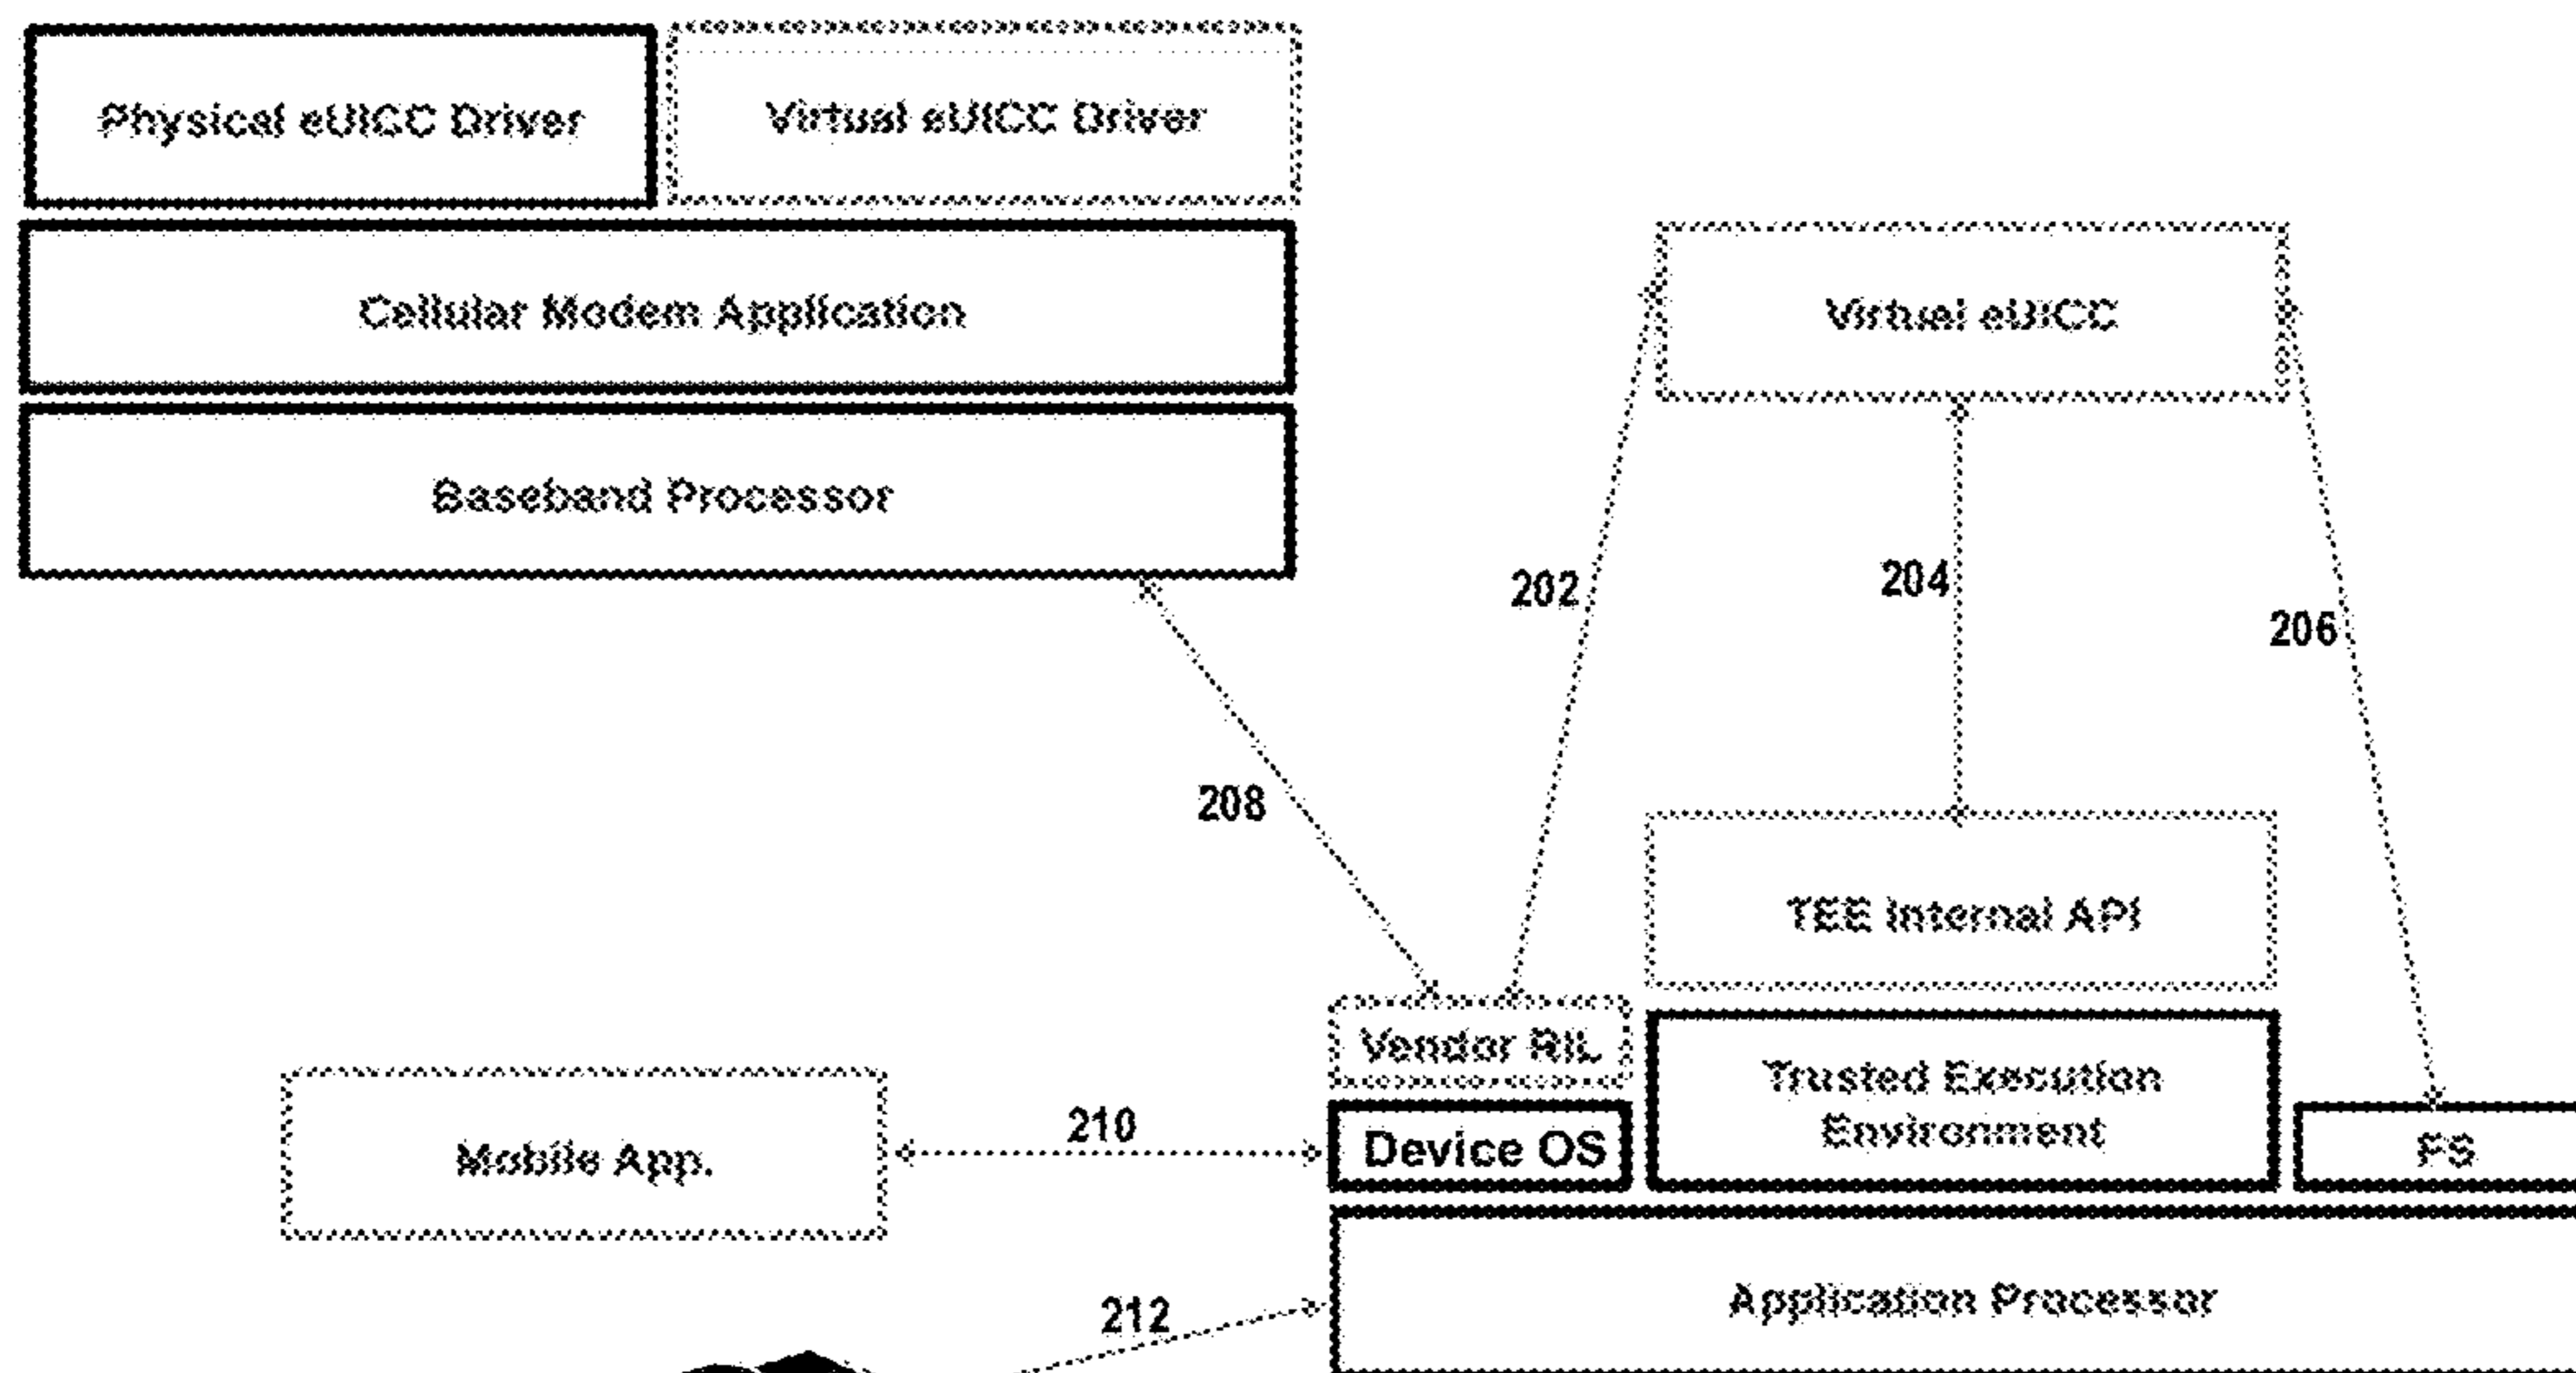 Physical eUICC Driver
Virtual eUICC Driver
Cellular Modem Application
Virtual eUICC
Baseband Processor
202
204
206
208
TEE Internal API
Vendor RIL
Trusted Execution
Environment
210
Device OS
FS
Mobile App.
212
Application Processor